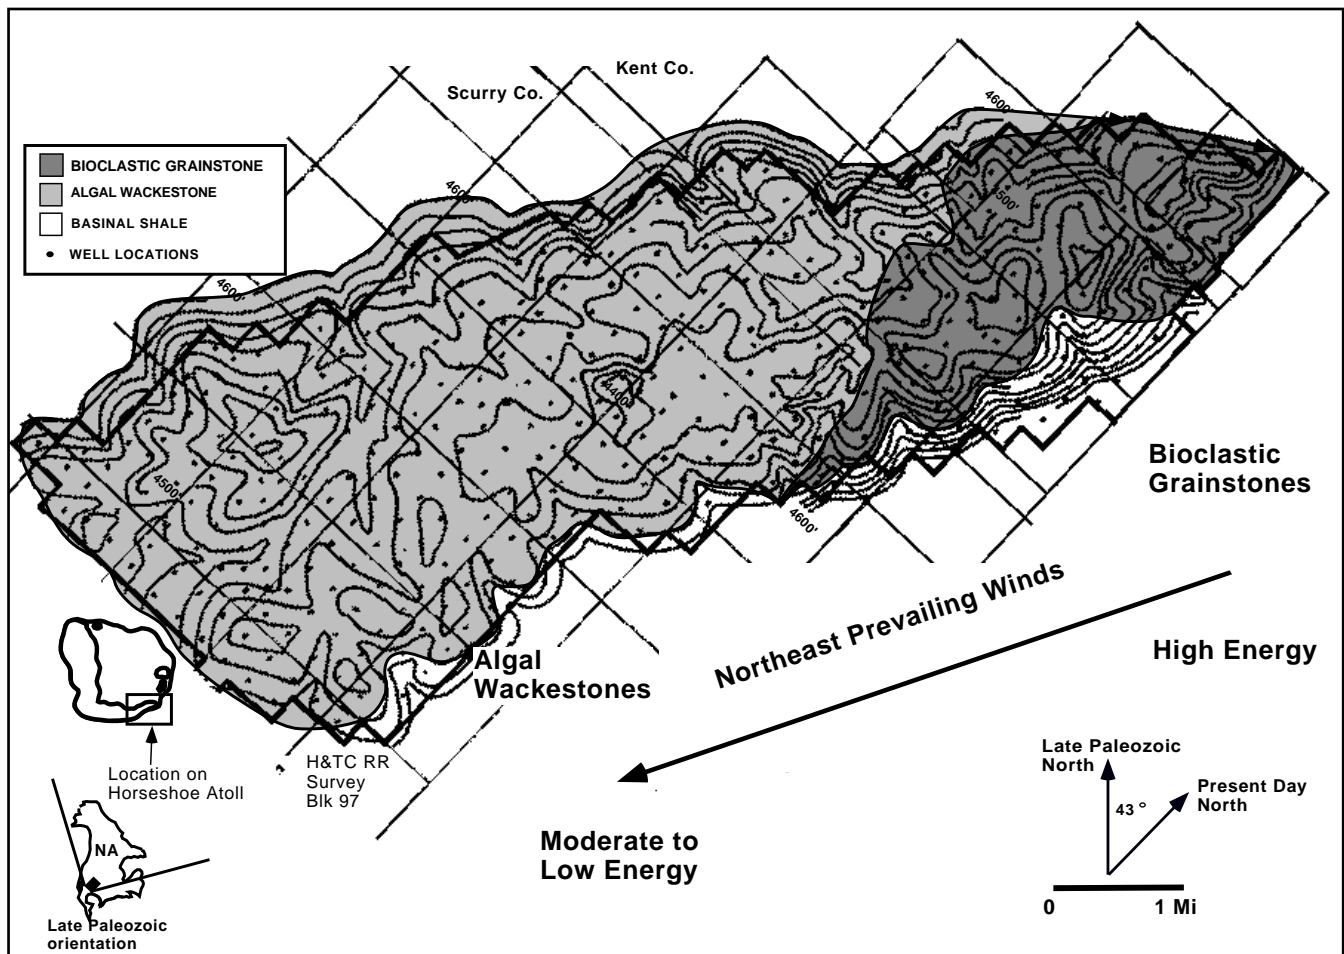 Kent Co.
Scurry Co.
BIOCLASTIC GRAINSTONE
ALGAL WACKESTONE
BASINAL SHALE
WELL LOCATIONS
4600'
4600'
4600'
4500'
4400'
4500'
4600'
Bioclastic
Grainstones
Northeast Prevailing Winds
High Energy
Algal
Wackestones
Moderate to
Low Energy
H&TC RR
Survey
Blk 97
Location on
Horseshoe Atoll
NA
Late Paleozoic
orientation
Late Paleozoic
North
Present Day
North
43 °
0 1 Mi